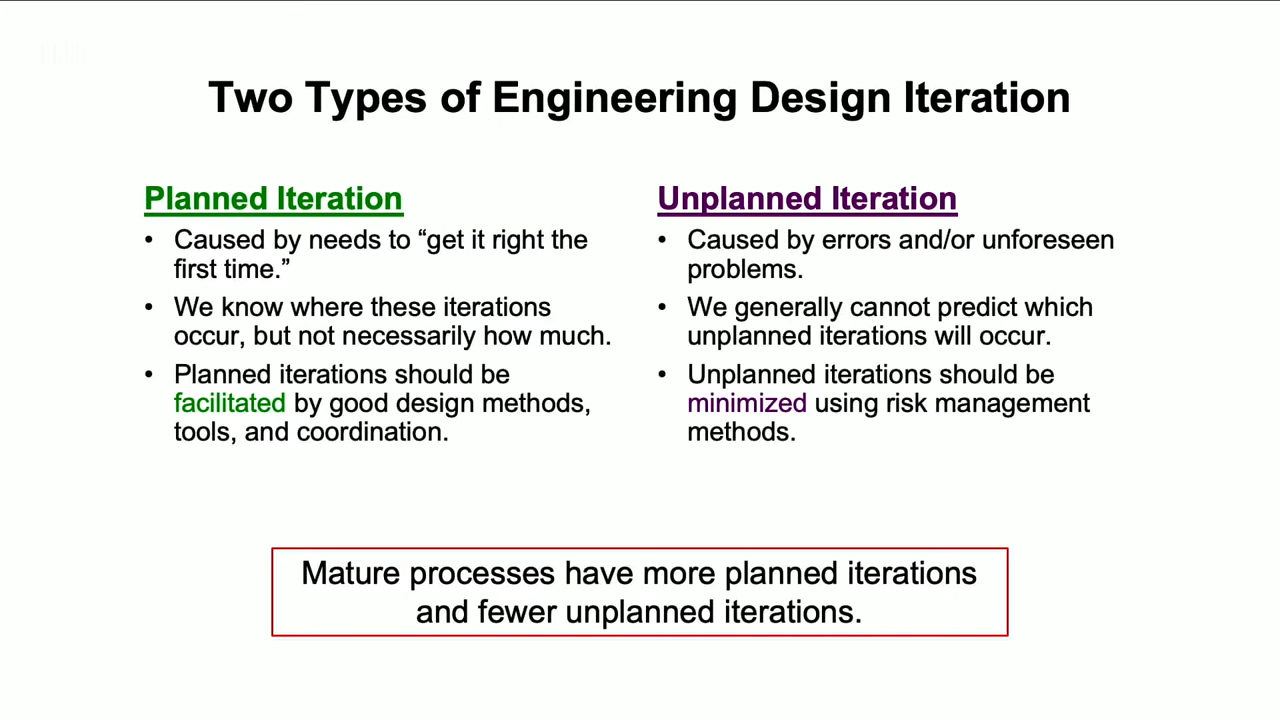 Two Types of Engineering Design Iteration
Planned Iteration
• Caused by needs to “get it right the
first time.”
• We know where these iterations
occur, but not necessarily how much.
• Planned iterations should be
facilitated by good design methods,
tools, and coordination.
Unplanned Iteration
• Caused by errors and/or unforeseen
problems.
• We generally cannot predict which
unplanned iterations will occur.
• Unplanned iterations should be
minimized using risk management
methods.
Mature processes have more planned iterations
and fewer unplanned iterations.